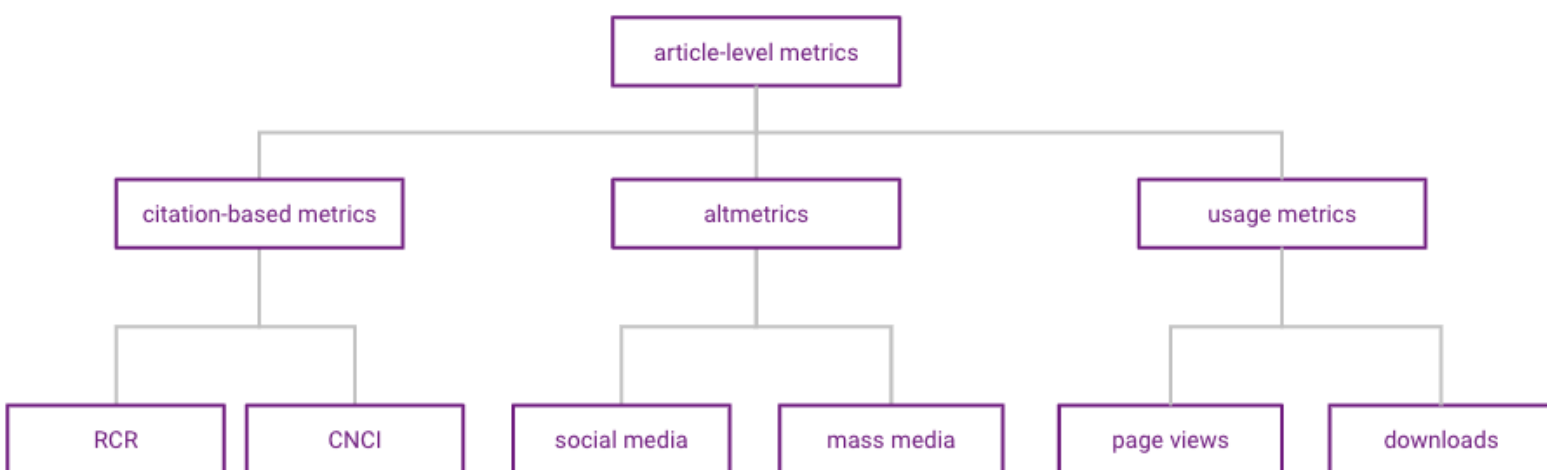 article-level metrics
citation-based metrics
altmetrics
usage metrics
RCR
CNCI
social media
mass media
page views
downloads